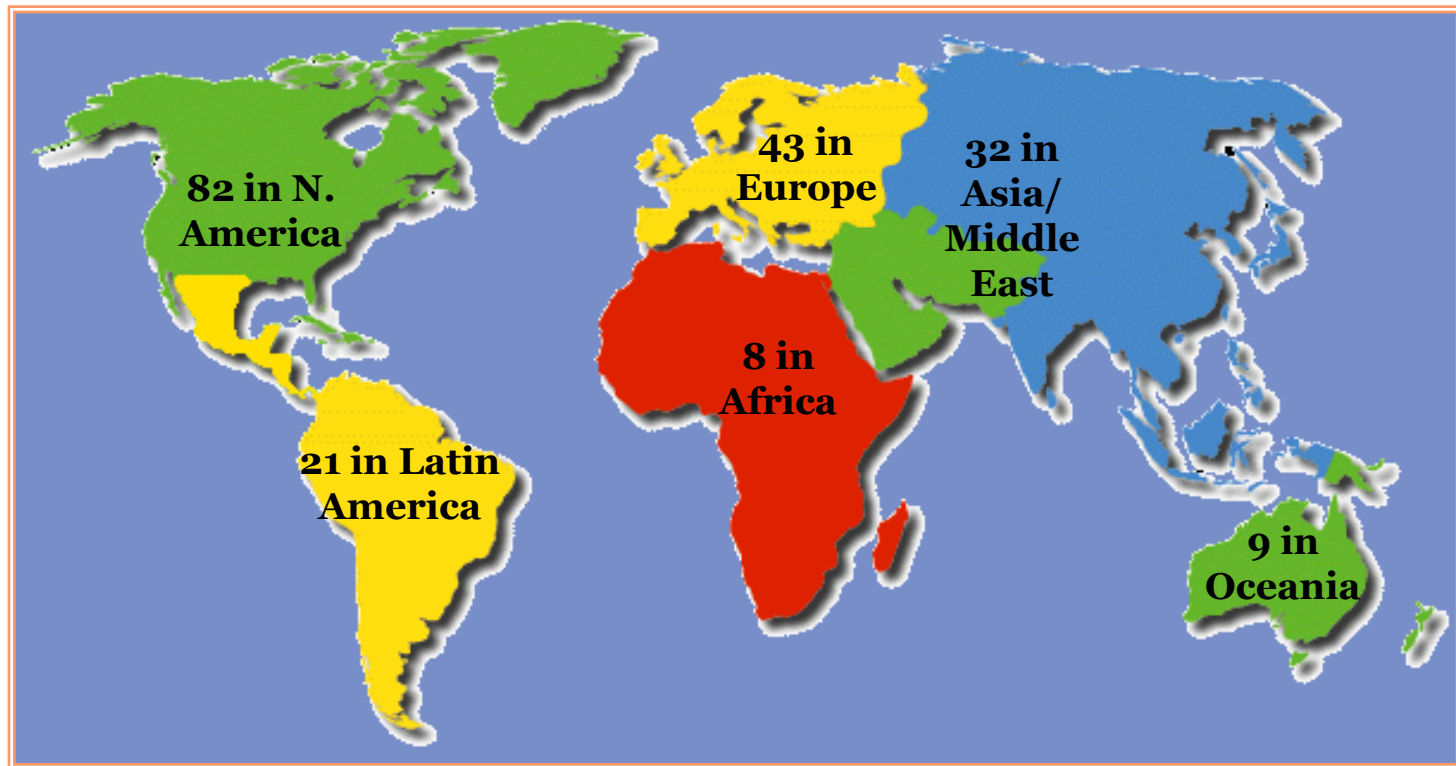 82 in N.
America
43 in
Europe
32 in
Asia/
Middle
East
8 in
Africa
21 in Latin
America
9 in
Oceania